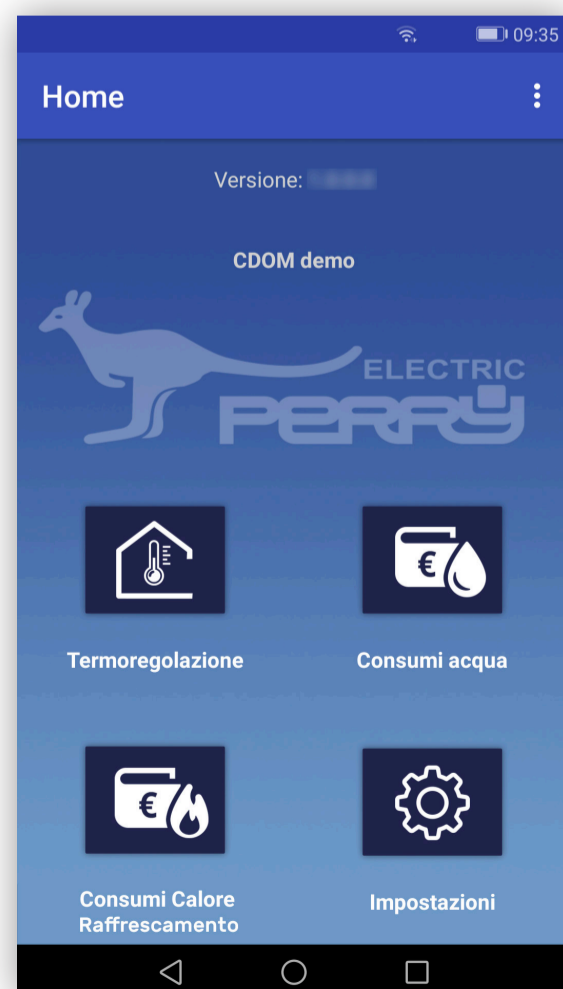 09:35
Home
Versione:
CDOM demo
ELECTRIC
PERRY
€
Termoregolazione
Consumi acqua
€
Consumi Calore
Raffrescamento
Impostazioni